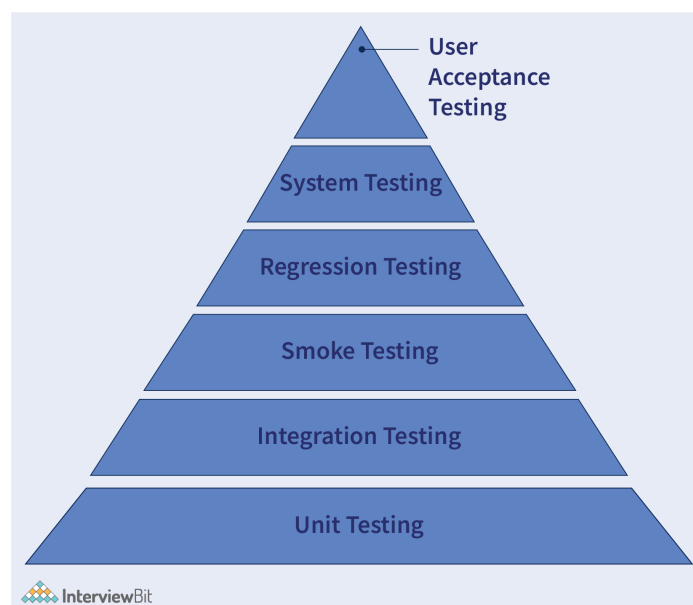 User
Acceptance
Testing
System Testing
Regression Testing
Smoke Testing
Integration Testing
Unit Testing
InterviewBit